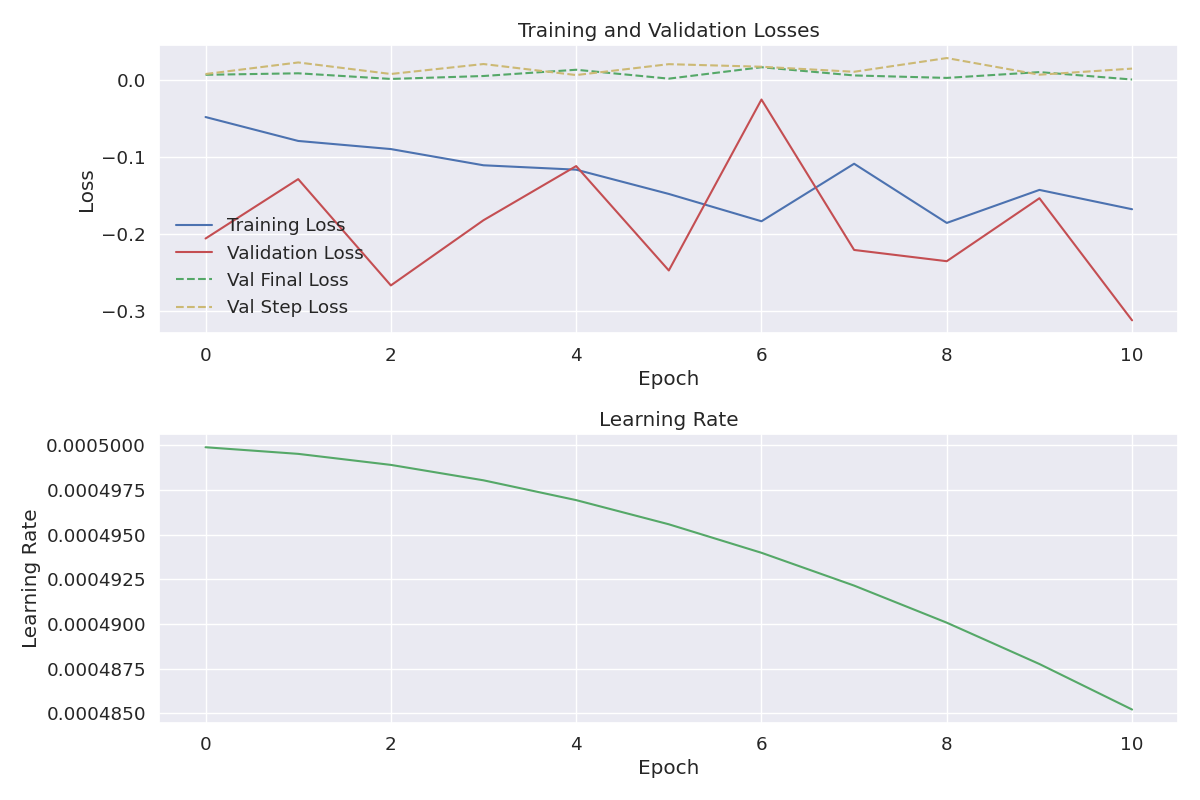 Training and Validation Losses
0.0
−0.1
−0.2
−0.3
Loss
Training Loss
Validation Loss
Val Final Loss
Val Step Loss
0 2 4 6 8 10
Epoch
Learning Rate
0.0005000
0.0004975
0.0004950
0.0004925
0.0004900
0.0004875
0.0004850
Learning Rate
0 2 4 6 8 10
Epoch